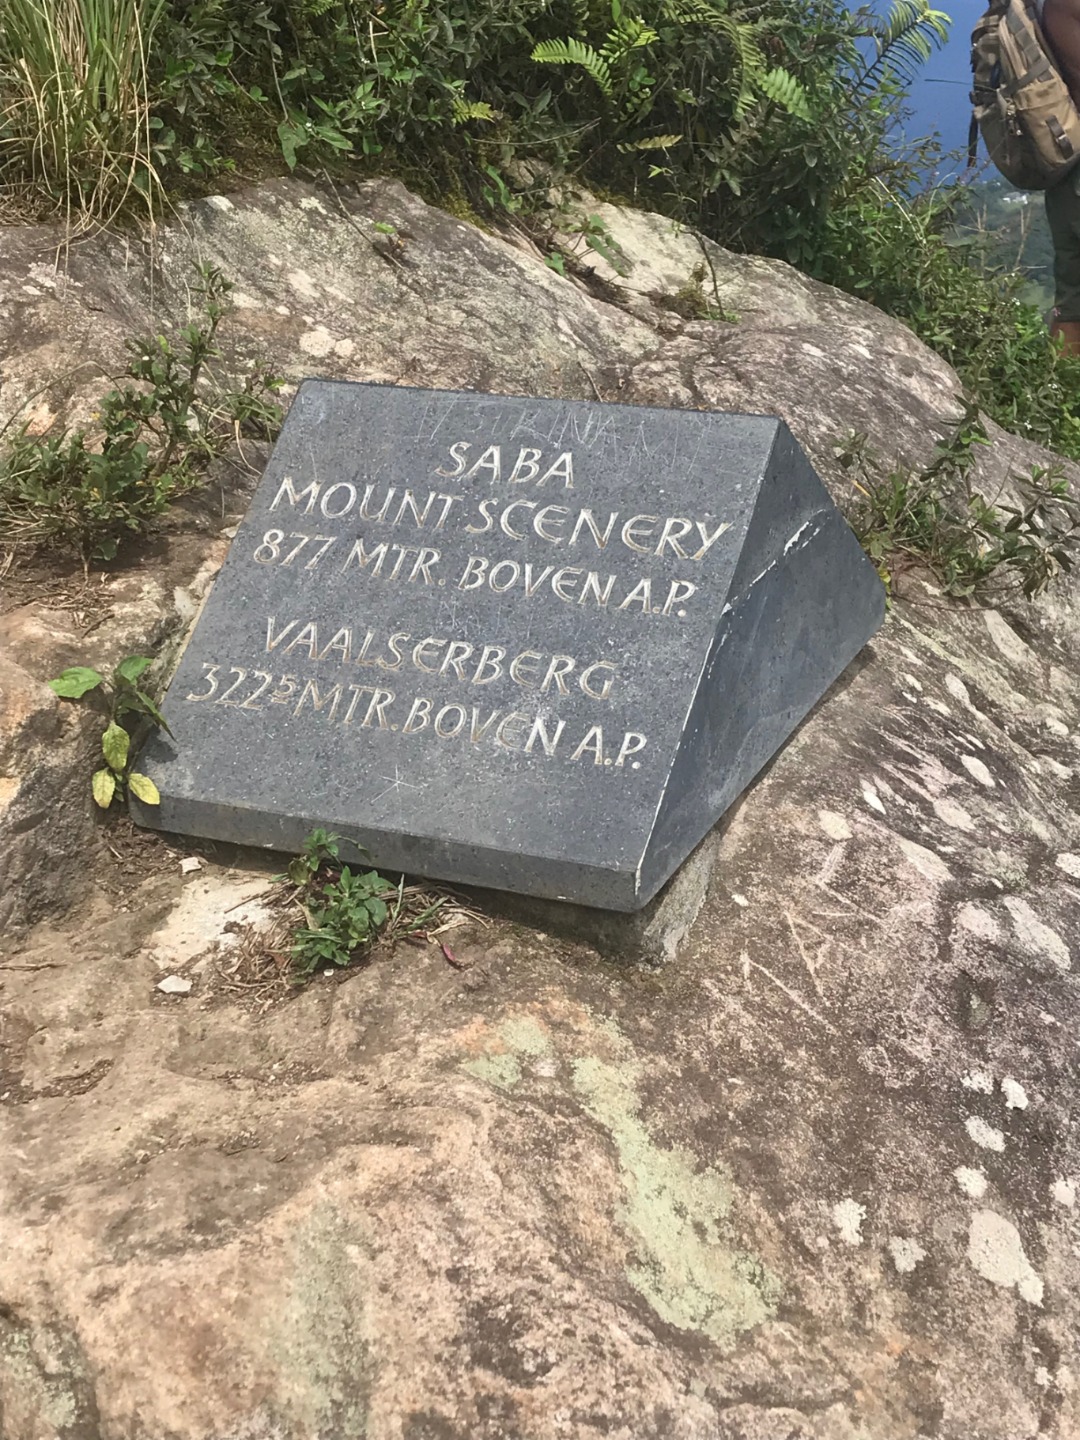 SABA
MOUNT SCENERY
877 MTR. BOVEN A.P.
VAALSERBERG
322⁵ MTR. BOVEN A.P.